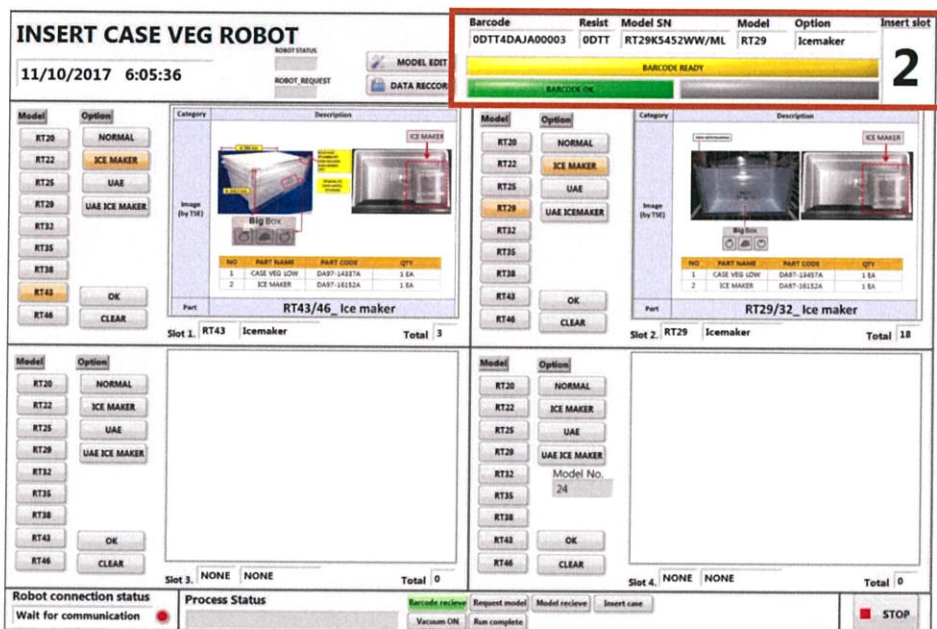 INSERT CASE VEG ROBOT
11/10/2017 6:05:36
ROBOT STATUS
ROBOT_REQUEST
MODEL EDIT
DATA RECCOR
Barcode Resist Model SN Model Option Insert slot
0DTT4DAJA00003 0DTT RT29K5452WW/ML RT29 Icemaker
2
BARCODE READY
BARCODE OK
Model Option
RT20 NORMAL
RT22 ICE MAKER
RT25 UAE
RT29 UAE ICE MAKER
RT32
RT35
RT38
RT43 OK
RT46 CLEAR
Category Description
ICE MAKER
Image
(by TSE)
Big Box
NO PART NAME PART CODE QTY
1 CASE VEG LOW DA97-14337A 1 EA
2 ICE MAKER DA97-16152A 1 EA
Part RT43/46_ Ice maker
Slot 1. RT43 Icemaker Total 3
Model Option
RT20 NORMAL
RT22 ICE MAKER
RT25 UAE
RT29 UAE ICEMAKER
RT32
RT35
RT38
RT43 OK
RT46 CLEAR
Category Description
ICE MAKER
Image
(by TSE)
Big Box
NO PART NAME PART CODE QTY
1 CASE VEG LOW DA97-13457A 1 EA
2 ICE MAKER DA97-16152A 1 EA
Part RT29/32_ Ice maker
Slot 2. RT29 Icemaker Total 18
Model Option
RT20 NORMAL
RT22 ICE MAKER
RT25 UAE
RT29 UAE ICE MAKER
RT32
RT35
RT38
RT43 OK
RT46 CLEAR
Slot 3. NONE NONE Total 0
Model Option
RT20 NORMAL
RT22 ICE MAKER
RT25 UAE
RT29 UAE ICE MAKER
RT32 Model No.
RT35 24
RT38
RT43 OK
RT46 CLEAR
Slot 4. NONE NONE Total 0
Robot connection status
Wait for communication
Process Status
Barcode recieve Request model Model recieve Insert case
Vacuum ON Run complete
STOP